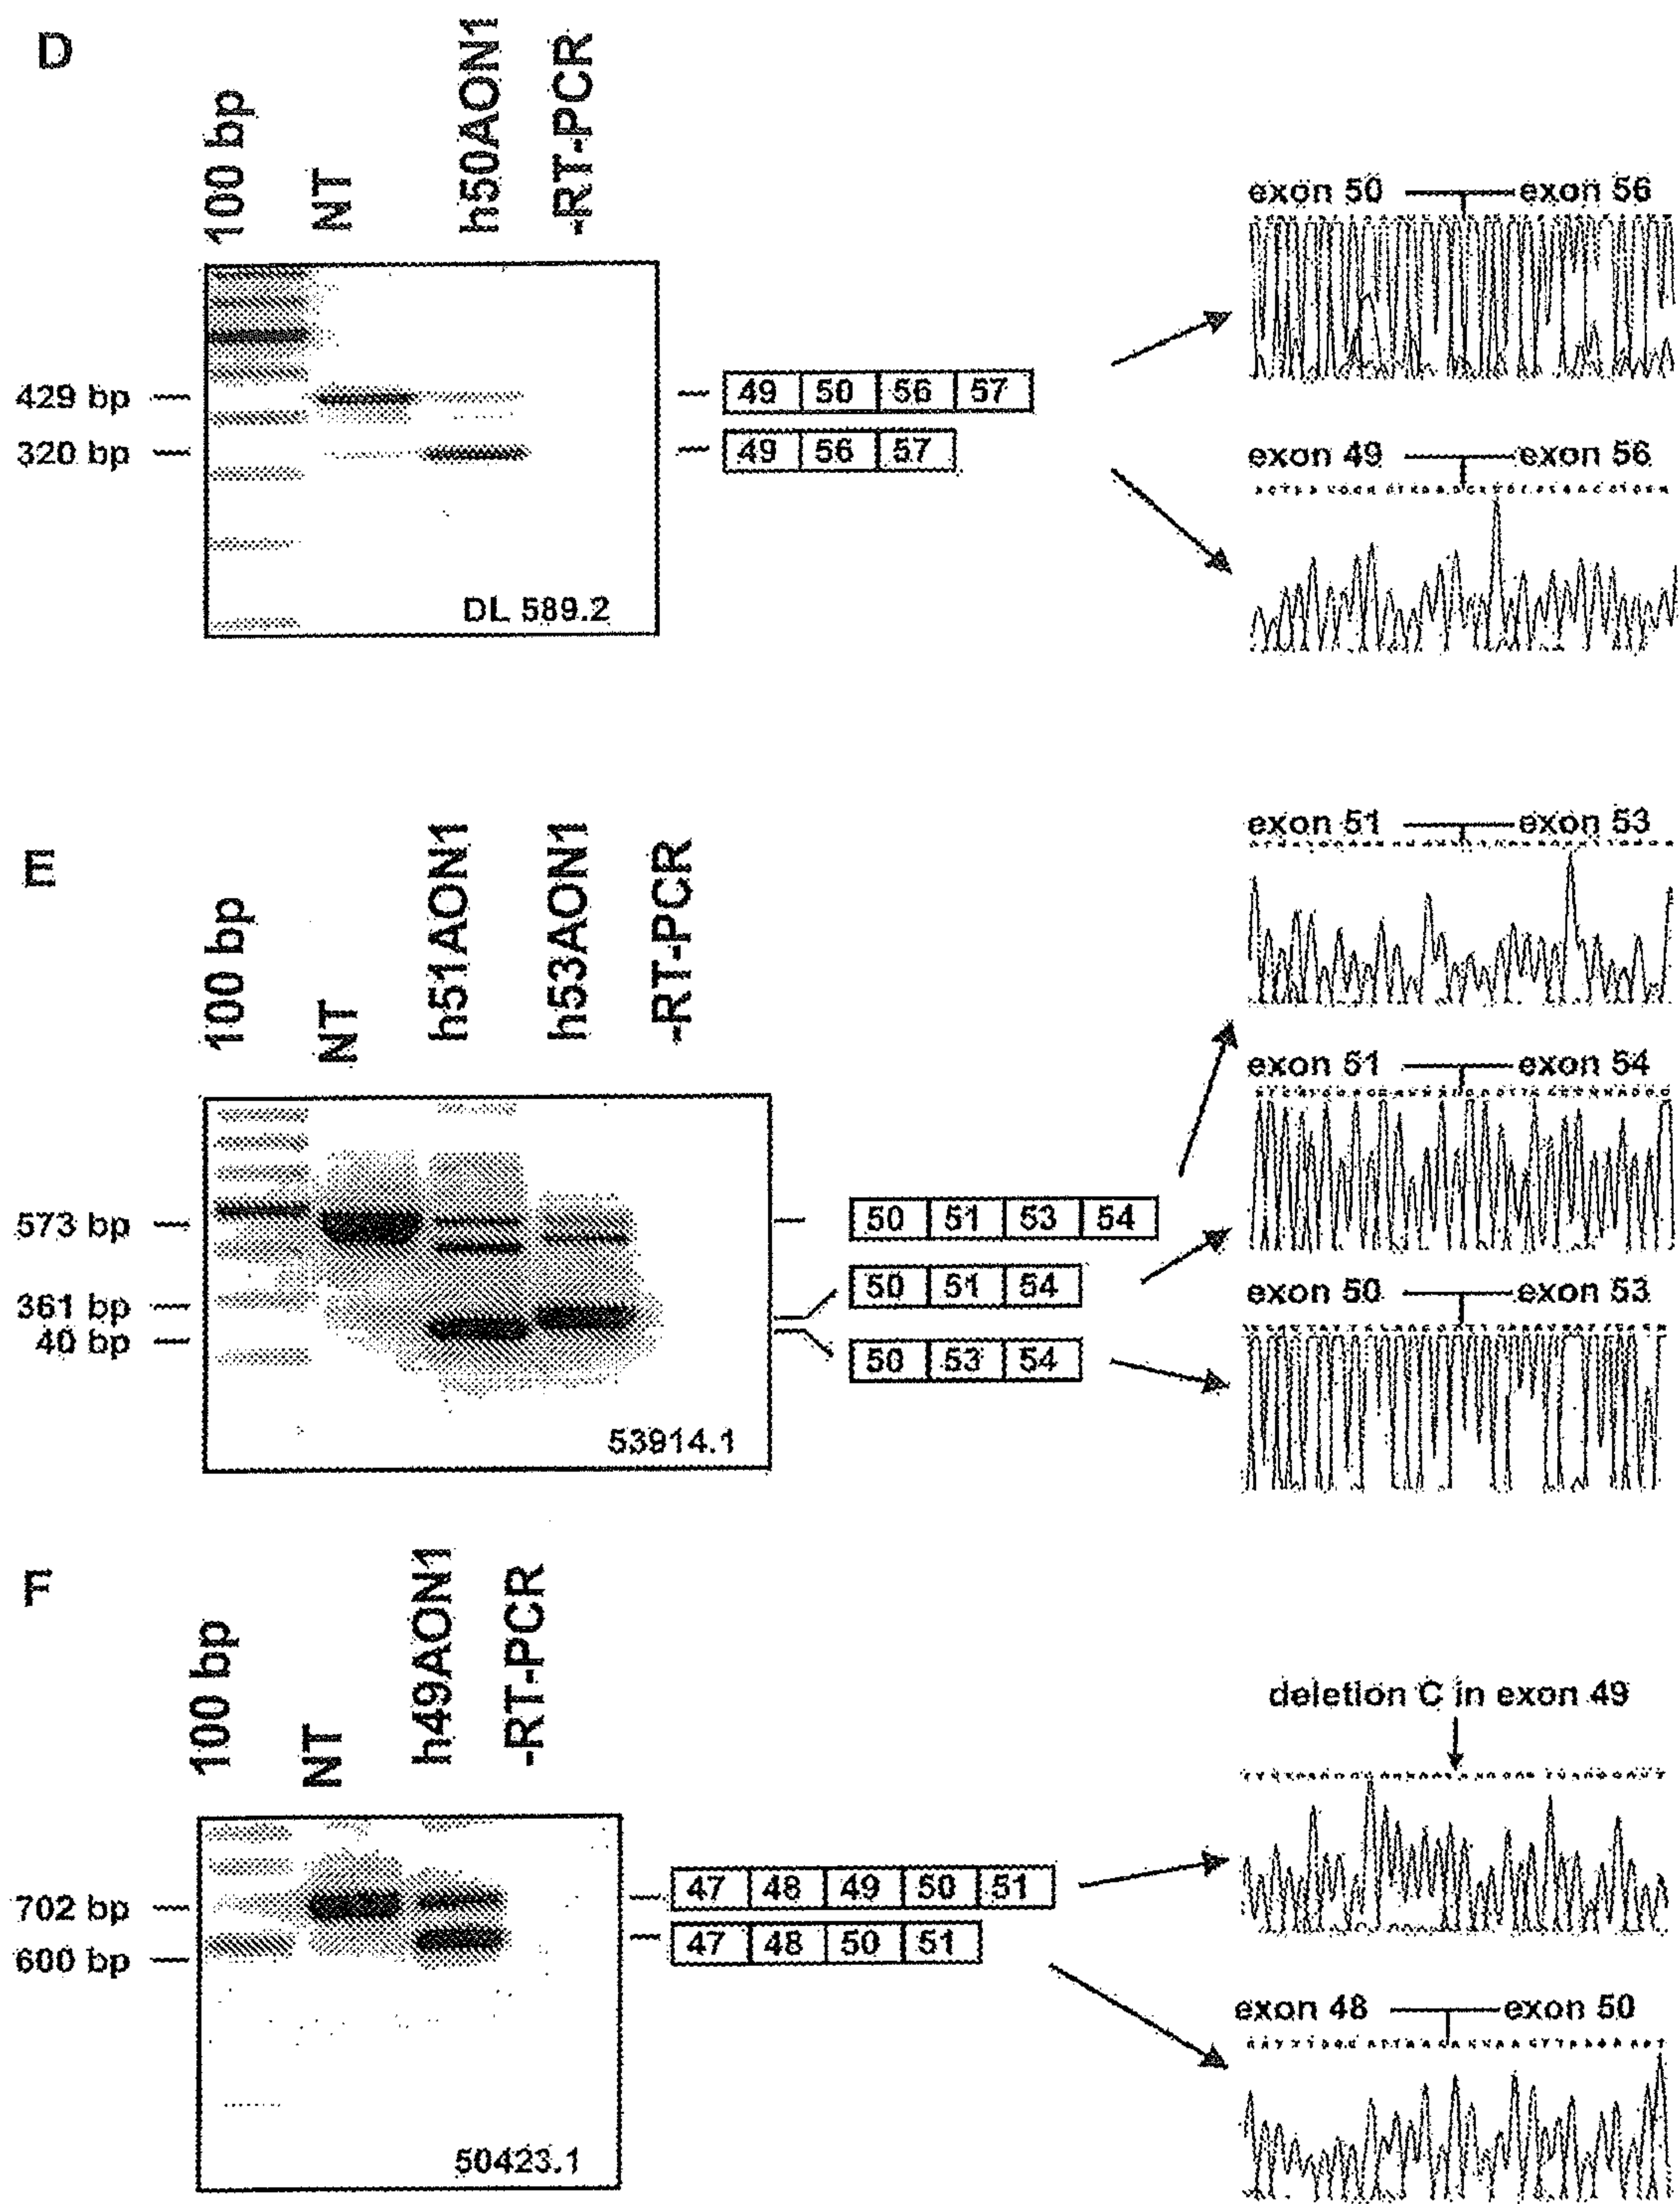 D
100 bp
NT
h50AON1
-RT-PCR
429 bp
320 bp
DL 589.2
49 50 56 57
49 56 57
exon 50 exon 56
exon 49 exon 56
E
100 bp
NT
h51AON1
h53AON1
-RT-PCR
573 bp
361 bp
40 bp
53914.1
50 51 53 54
50 51 54
50 53 54
exon 51 exon 53
exon 51 exon 54
exon 50 exon 53
F
100 bp
NT
h49AON1
-RT-PCR
702 bp
600 bp
50423.1
47 48 49 50 51
47 48 50 51
deletion C in exon 49
exon 48 exon 50